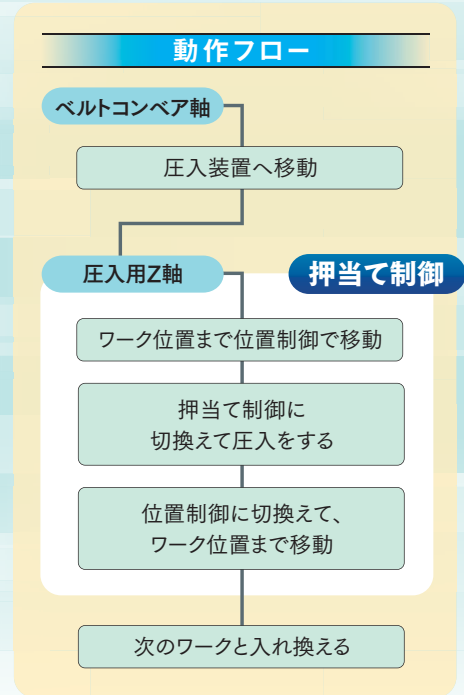 動作フロー
ベルトコンベア軸
圧入装置へ移動
圧入用Z軸
押当て制御
ワーク位置まで位置制御で移動
押当て制御に
切換えて圧入をする
位置制御に切換えて、
ワーク位置まで移動
次のワークと入れ換える